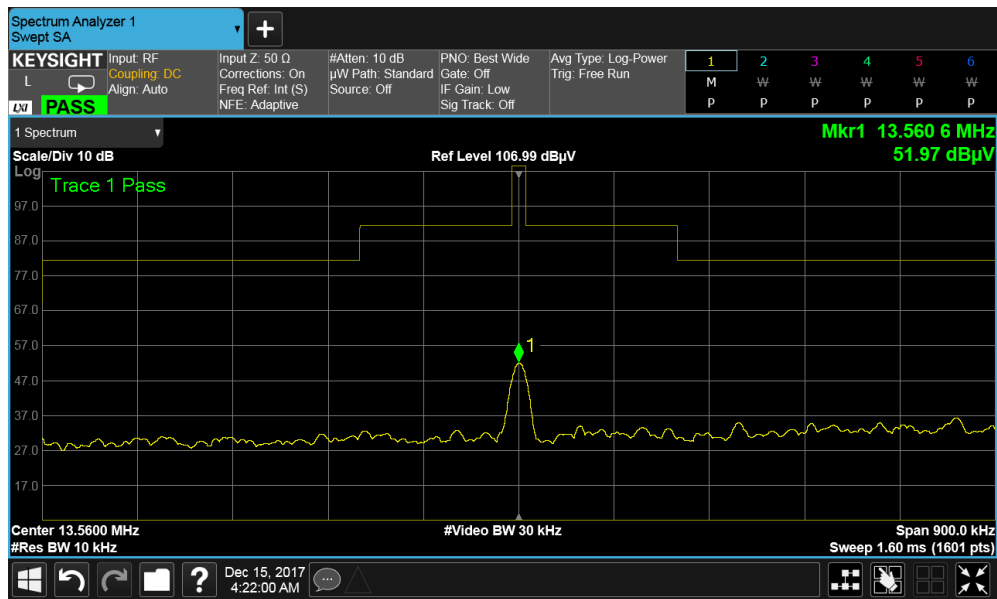 Spectrum Analyzer 1
Swept SA
+
KEYSIGHT
L
LXI
PASS
Input: RF
Coupling: DC
Align: Auto
Input Z: 50 Ω
Corrections: On
Freq Ref: Int (S)
NFE: Adaptive
#Atten: 10 dB
µW Path: Standard
Source: Off
PNO: Best Wide
Gate: Off
IF Gain: Low
Sig Track: Off
Avg Type: Log-Power
Trig: Free Run
1 2 3 4 5 6
M W W W W W
P P P P P P
1 Spectrum
Mkr1 13.560 6 MHz
Scale/Div 10 dB
Ref Level 106.99 dBµV
51.97 dBµV
Log
Trace 1 Pass
97.0
87.0
77.0
67.0
57.0
1
47.0
37.0
27.0
17.0
Center 13.5600 MHz
#Video BW 30 kHz
Span 900.0 kHz
#Res BW 10 kHz
Sweep 1.60 ms (1601 pts)
?
Dec 15, 2017
4:22:00 AM